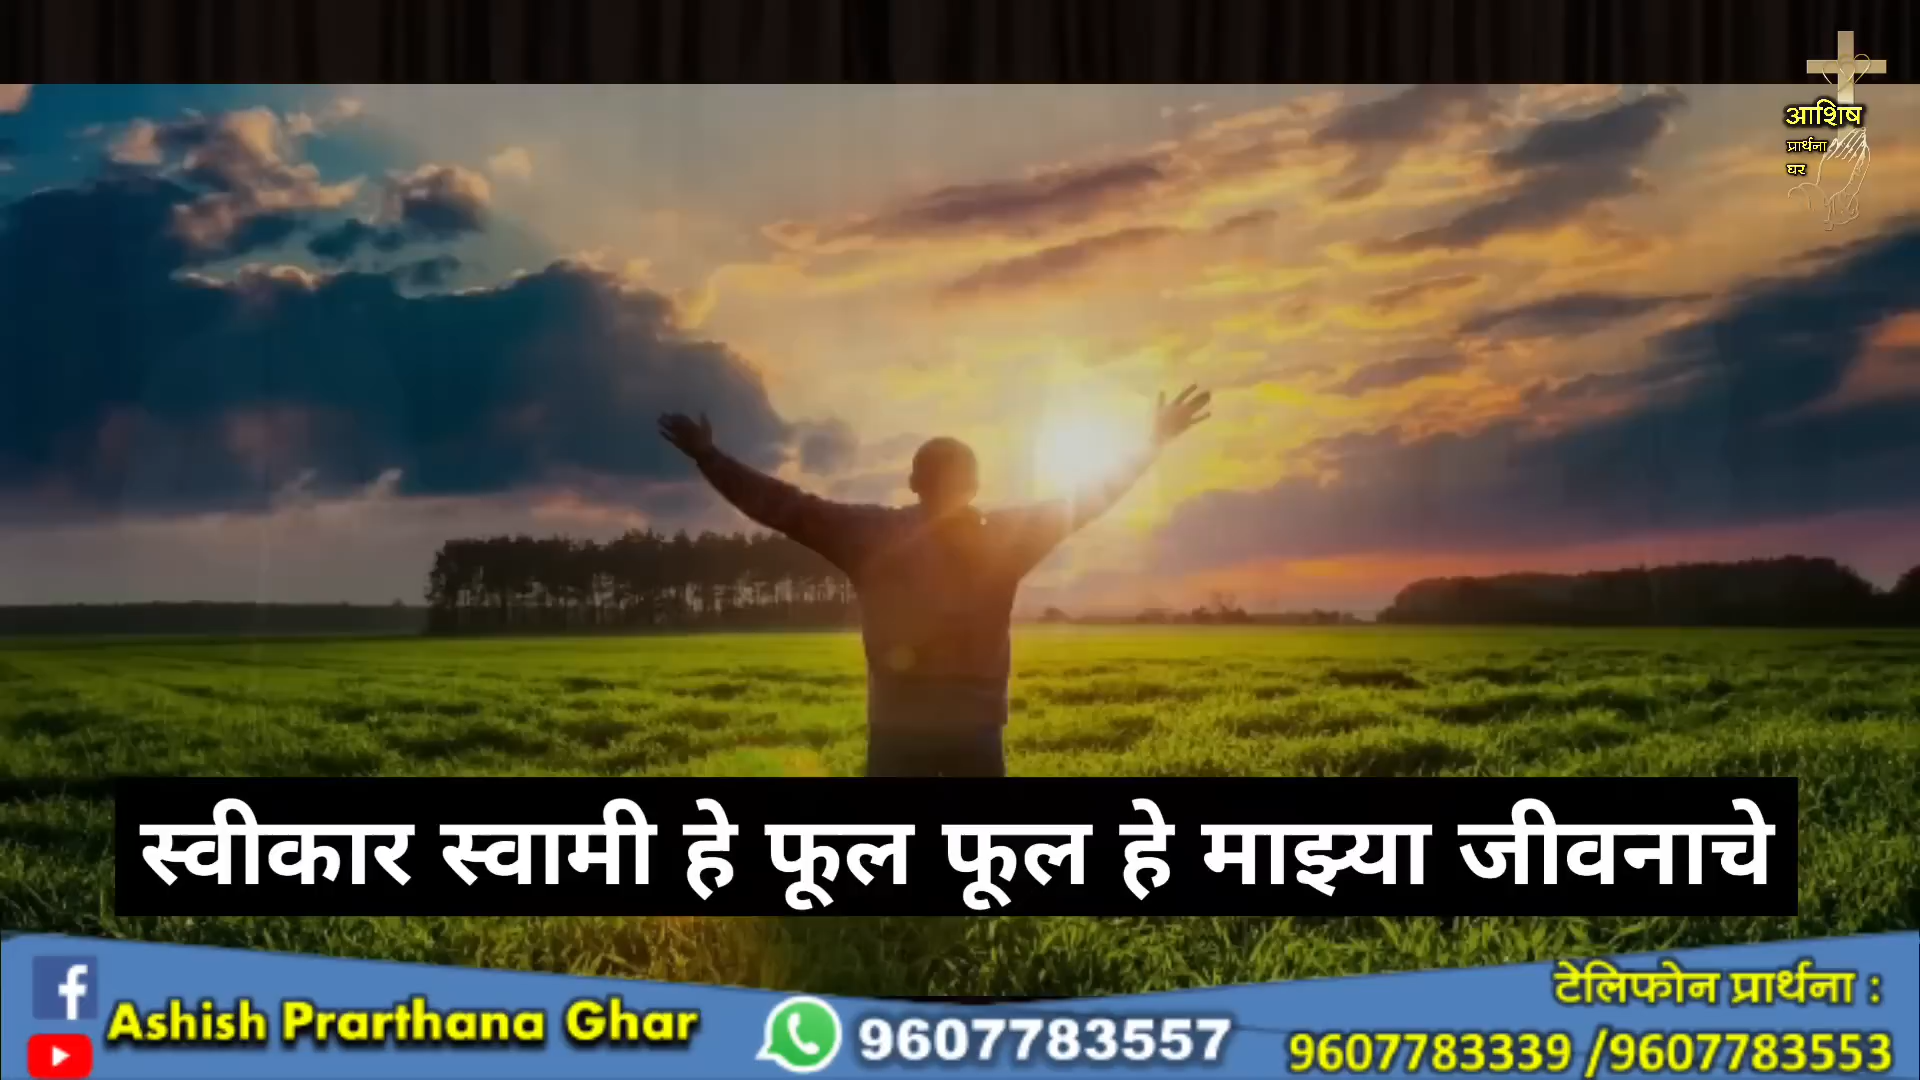 आशिष
प्रार्थना
घर
स्वीकार स्वामी हे फूल फूल हे माझ्या जीवनाचे
Ashish Prarthana Ghar
9607783557
टेलिफोन प्रार्थना :
9607783339 /9607783553